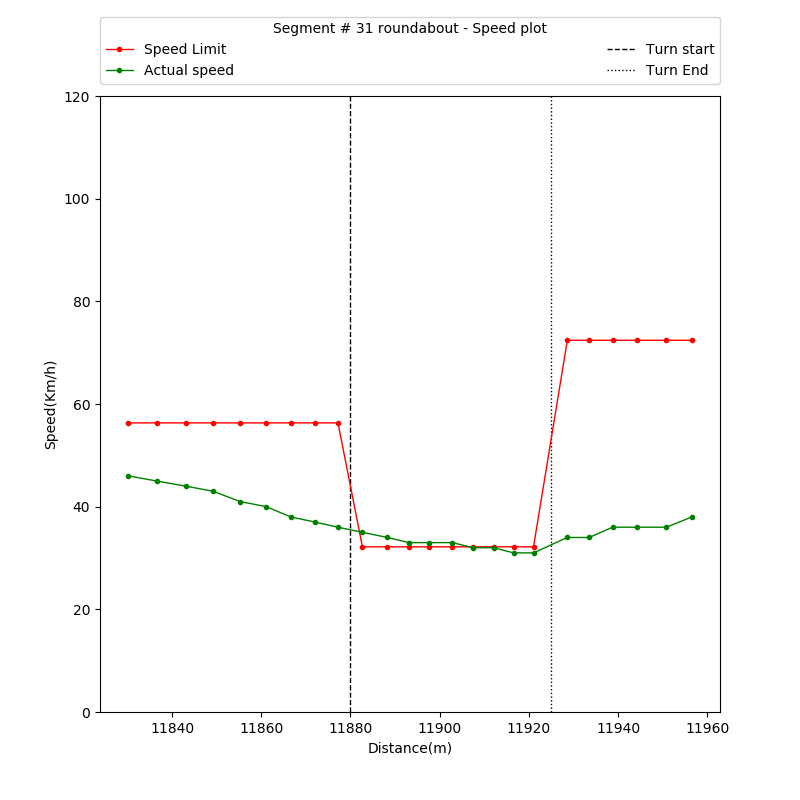 Segment # 31 roundabout - Speed plot
Speed Limit
Actual speed
Turn start
Turn End
120
100
80
60
40
20
0
Speed(Km/h)
11840 11860 11880 11900 11920 11940 11960
Distance(m)